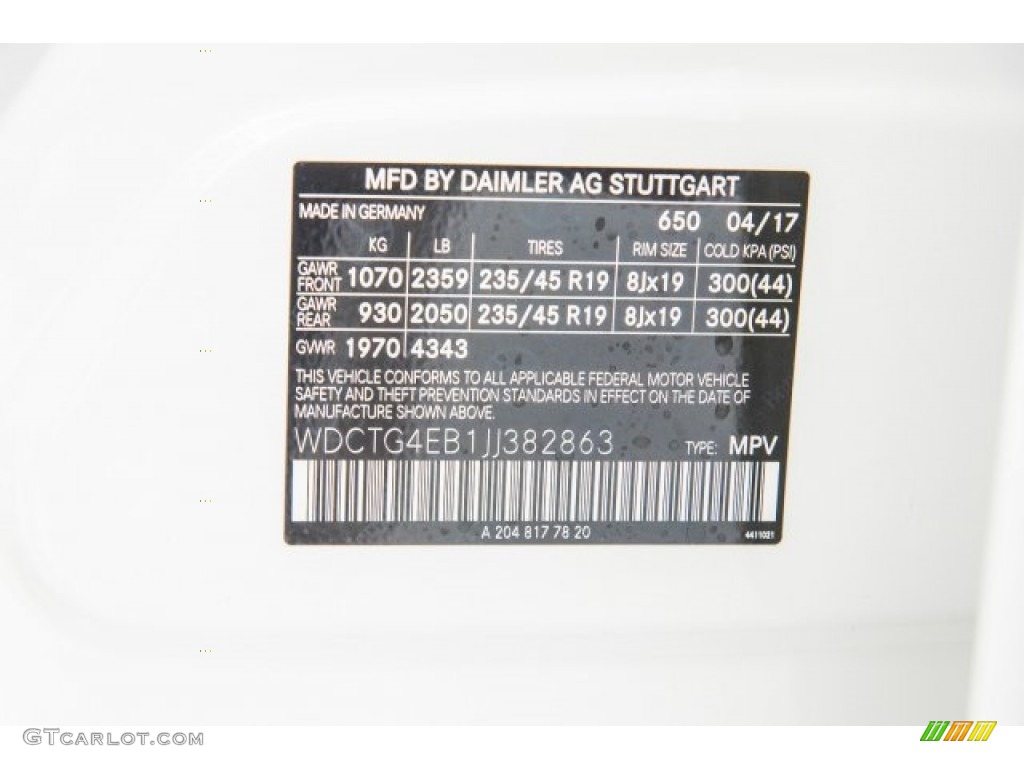 MFD BY DAIMLER AG STUTTGART
MADE IN GERMANY 650 04/17
KG LB TIRES RIM SIZE COLD KPA (PSI)
GAWR FRONT 1070 2359 235/45 R19 8Jx19 300(44)
GAWR REAR 930 2050 235/45 R19 8Jx19 300(44)
GVWR 1970 4343
THIS VEHICLE CONFORMS TO ALL APPLICABLE FEDERAL MOTOR VEHICLE
SAFETY AND THEFT PREVENTION STANDARDS IN EFFECT ON THE DATE OF
MANUFACTURE SHOWN ABOVE.
WDCTG4EB1JJ382863 TYPE: MPV
A 204 817 78 20 4411031
GTCARLOT.COM